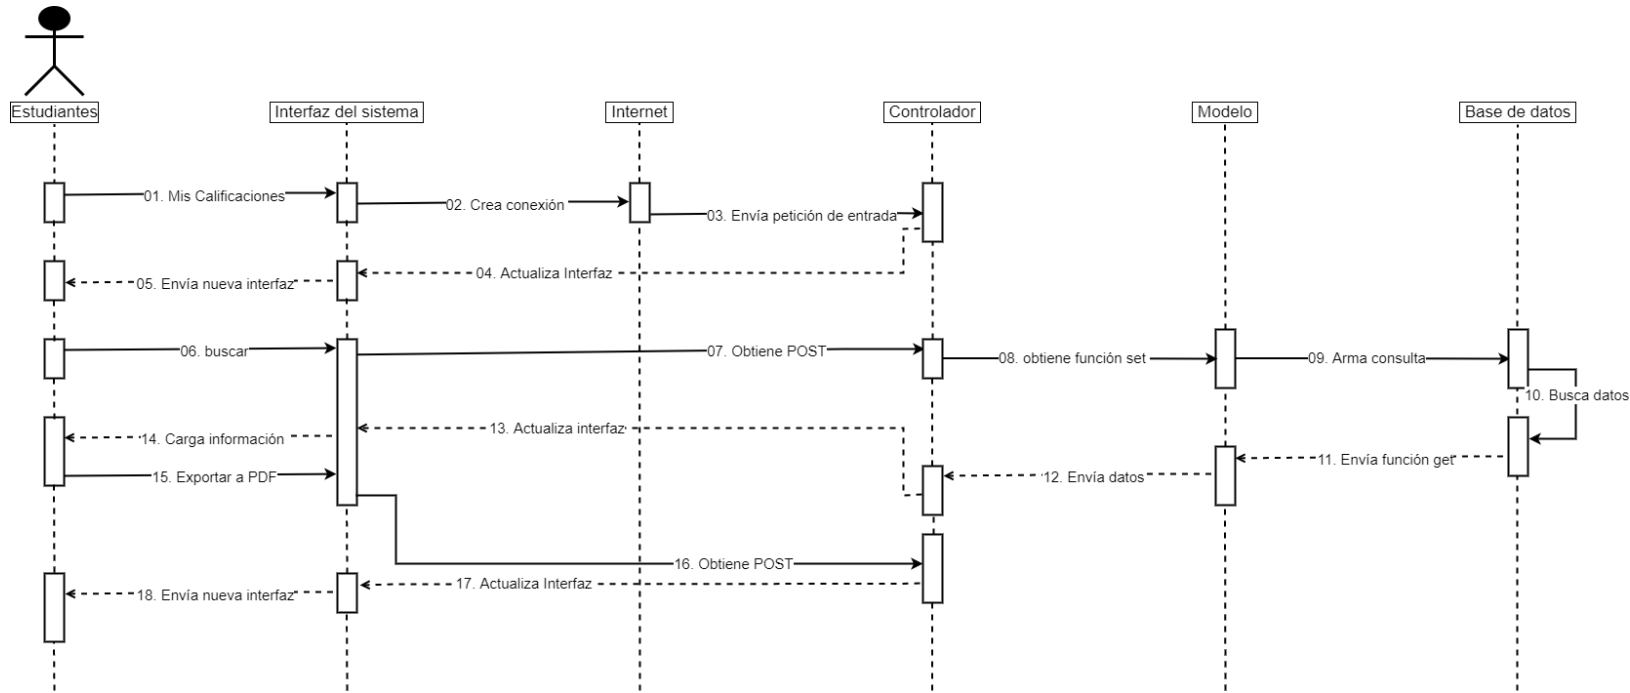 Estudiantes
Interfaz del sistema
Internet
Controlador
Modelo
Base de datos
01. Mis Calificaciones
02. Crea conexión
03. Envía petición de entrada
04. Actualiza Interfaz
05. Envía nueva interfaz
06. buscar
07. Obtiene POST
08. obtiene función set
09. Arma consulta
10. Busca datos
11. Envía función get
12. Envía datos
13. Actualiza interfaz
14. Carga información
15. Exportar a PDF
16. Obtiene POST
17. Actualiza Interfaz
18. Envía nueva interfaz